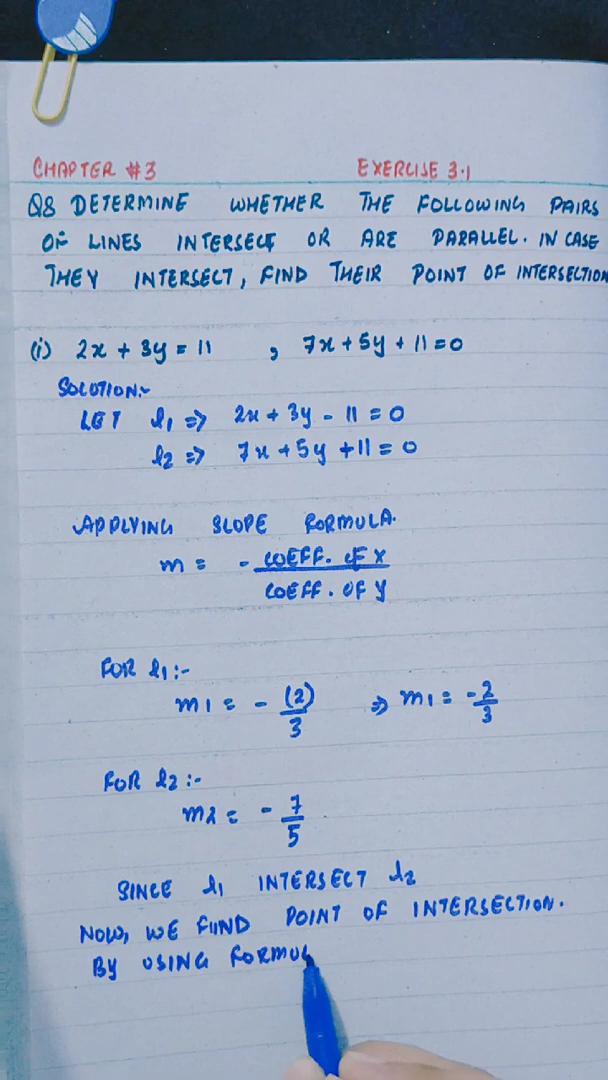 CHAPTER #3 EXERCISE 3.1
Q8 DETERMINE WHETHER THE FOLLOWING PAIRS
OF LINES INTERSECT OR ARE PARALLEL. IN CASE
THEY INTERSECT, FIND THEIR POINT OF INTERSECTION
(i) 2x + 3y = 11 , 7x + 5y + 11 = 0
SOLUTION:-
LET l1 => 2x + 3y - 11 = 0
l2 => 7x + 5y + 11 = 0
APPLYING SLOPE FORMULA.
m = - COEFF. OF X
COEFF. OF Y
FOR l1 :-
m1 = - (2)/3 => m1 = -2/3
FOR l2 :-
m2 = - 7/5
SINCE l1 INTERSECT l2
NOW, WE FIIND POINT OF INTERSECTION.
BY USING FORMUL